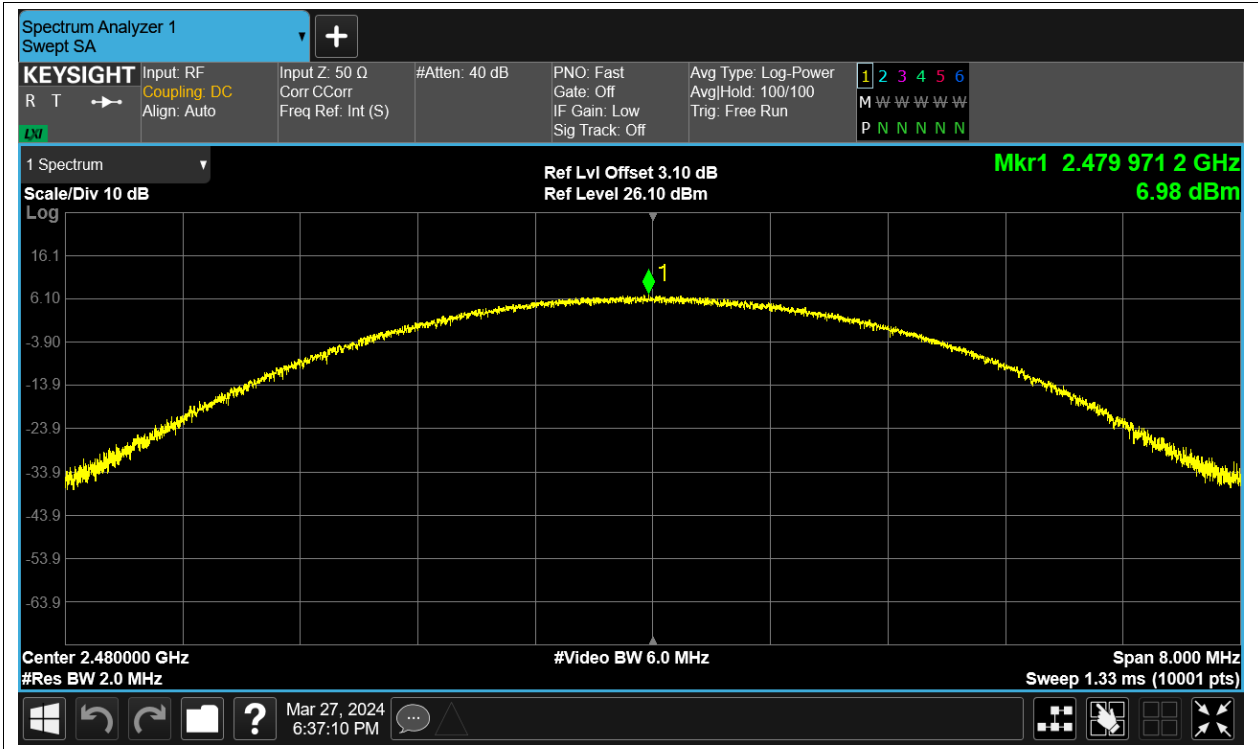 Spectrum Analyzer 1
Swept SA
KEYSIGHT
R T
LXI
Input: RF
Coupling: DC
Align: Auto
Input Z: 50 Ω
Corr CCorr
Freq Ref: Int (S)
#Atten: 40 dB
PNO: Fast
Gate: Off
IF Gain: Low
Sig Track: Off
Avg Type: Log-Power
Avg|Hold: 100/100
Trig: Free Run
1 2 3 4 5 6
M W W W W W
P N N N N N
1 Spectrum
Scale/Div 10 dB
Log
Ref Lvl Offset 3.10 dB
Ref Level 26.10 dBm
Mkr1 2.479 971 2 GHz
6.98 dBm
1
16.1
6.10
-3.90
-13.9
-23.9
-33.9
-43.9
-53.9
-63.9
Center 2.480000 GHz
#Res BW 2.0 MHz
#Video BW 6.0 MHz
Span 8.000 MHz
Sweep 1.33 ms (10001 pts)
?
Mar 27, 2024
6:37:10 PM